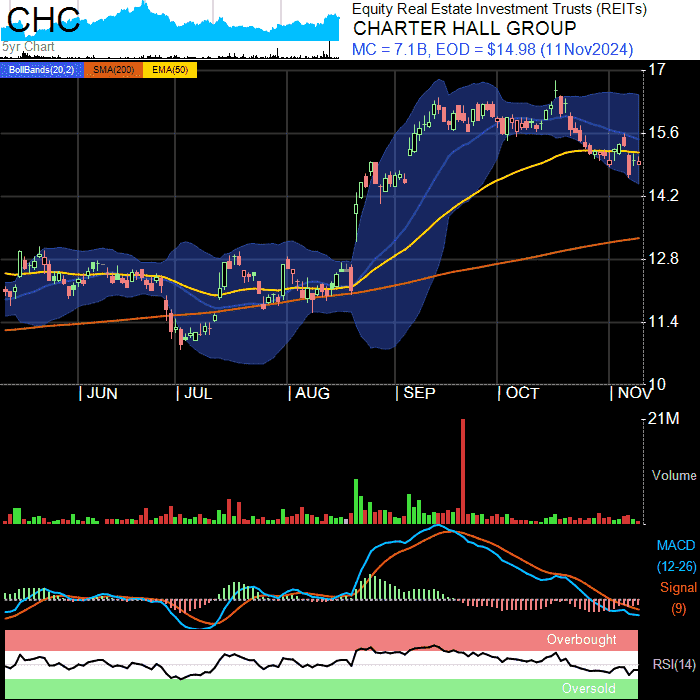 CHC
5yr Chart
Equity Real Estate Investment Trusts (REITs)
CHARTER HALL GROUP
MC = 7.1B, EOD = $14.98 (11Nov2024)
BollBands(20,2) SMA(200) EMA(50)
17
15.6
14.2
12.8
11.4
10
JUN JUL AUG SEP OCT NOV
21M
Volume
MACD
(12-26)
Signal
(9)
Overbought
RSI(14)
Oversold